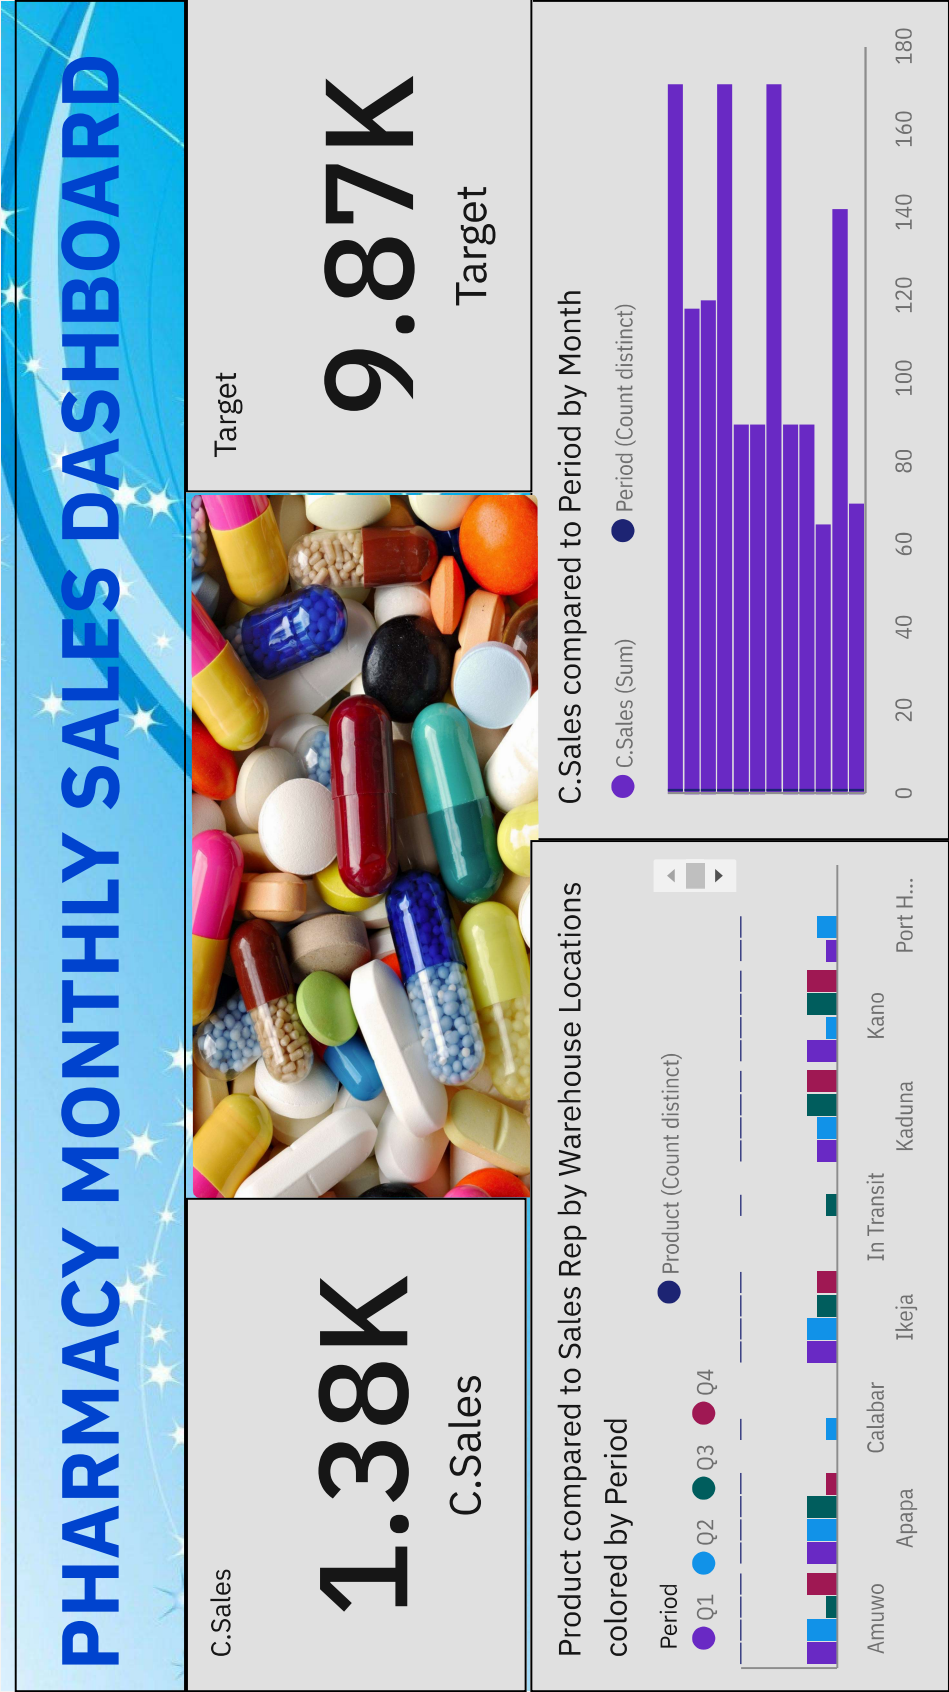 PHARMACY MONTHLY SALES DASHBOARD
C.Sales
1.38K
C.Sales
Target
9.87K
Target
Product compared to Sales Rep by Warehouse Locations
colored by Period
Period
Q1 Q2 Q3 Q4
Product (Count distinct)
Amuwo
Apapa
Calabar
Ikeja
In Transit
Kaduna
Kano
Port H...
C.Sales compared to Period by Month
C.Sales (Sum) Period (Count distinct)
0 20 40 60 80 100 120 140 160 180